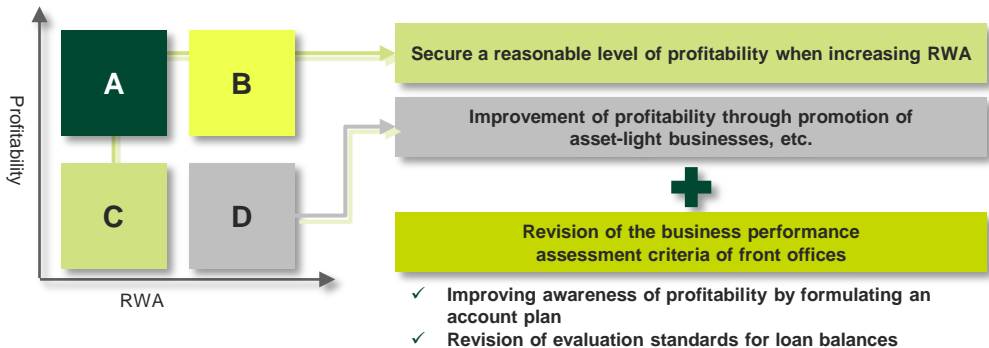 Profitability
A
B
C
D
RWA
Secure a reasonable level of profitability when increasing RWA
Improvement of profitability through promotion of
asset-light businesses, etc.
Revision of the business performance
assessment criteria of front offices
✓ Improving awareness of profitability by formulating an
account plan
✓ Revision of evaluation standards for loan balances